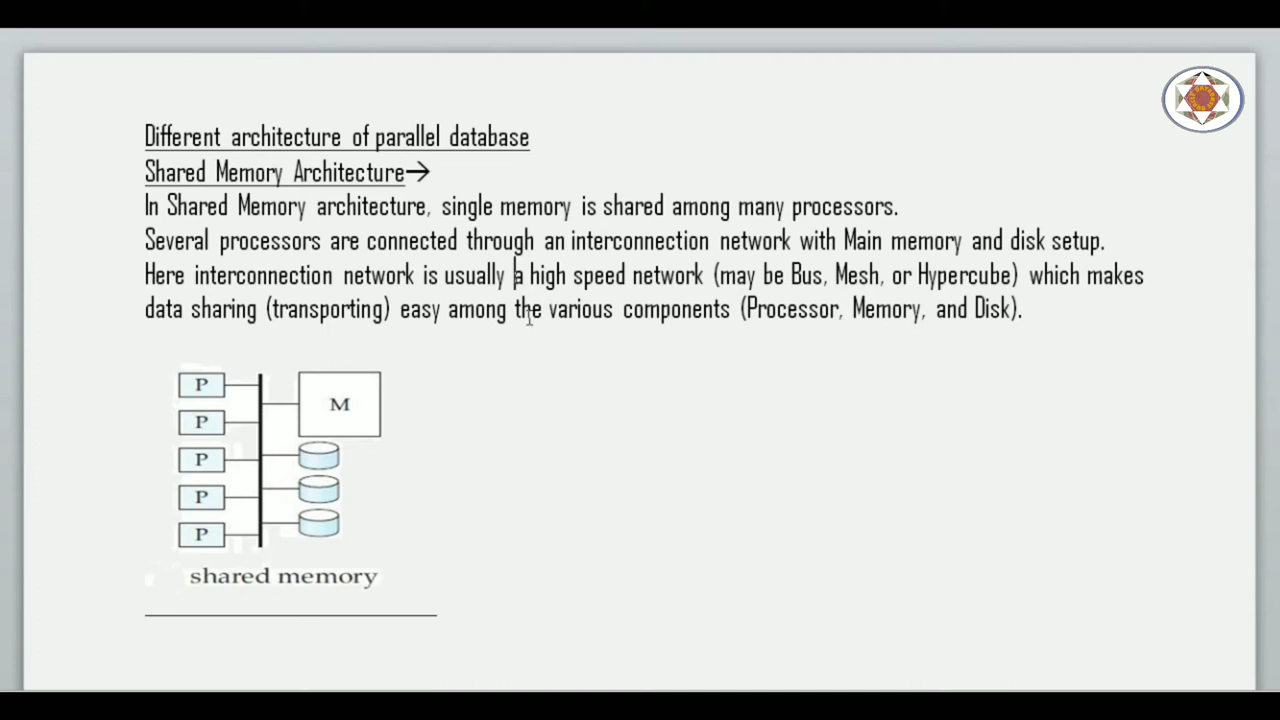 Different architecture of parallel database
Shared Memory Architecture→
In Shared Memory architecture, single memory is shared among many processors.
Several processors are connected through an interconnection network with Main memory and disk setup.
Here interconnection network is usually a high speed network (may be Bus, Mesh, or Hypercube) which makes
data sharing (transporting) easy among the various components (Processor, Memory, and Disk).
P
M
P
P
P
P
shared memory